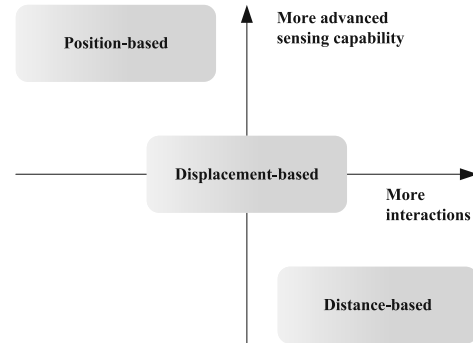 Position-based
More advanced
sensing capability
Displacement-based
More
interactions
Distance-based